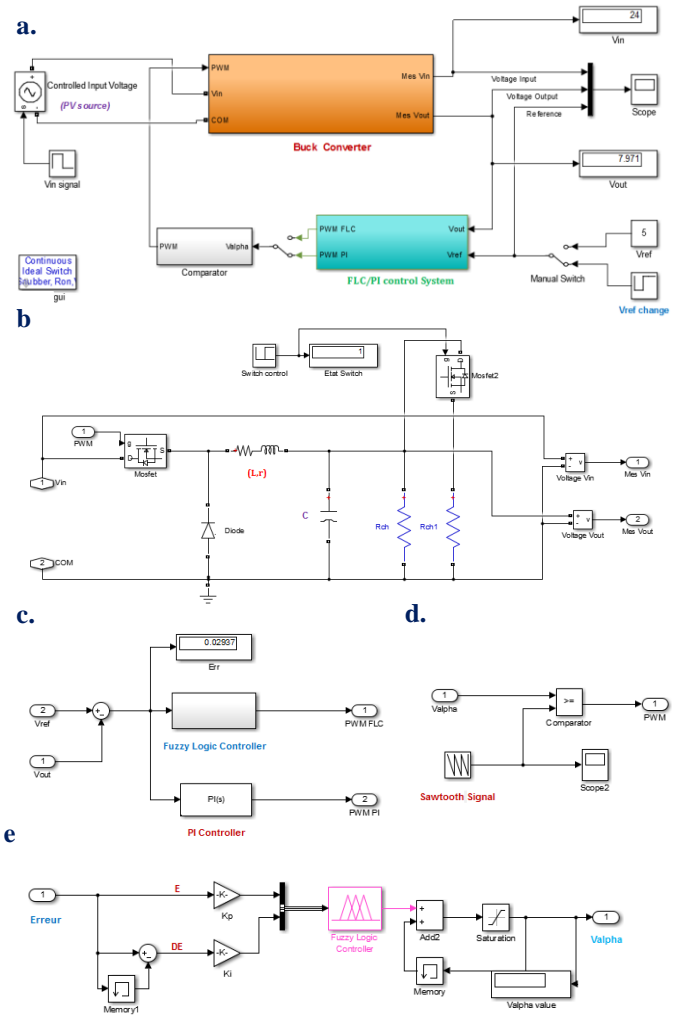 a.
24
Vin
Controlled Input Voltage
(PV source)
+
s
-
PWM
Vin
COM
Mes Vin
Mes Vout
Buck Converter
Voltage Input
Voltage Output
Reference
Scope
Vin signal
7.971
Vout
PWM
Valpha
Comparator
PWM FLC
PWM PI
Vout
Vref
FLC/PI control System
Manual Switch
5
Vref
Vref change
Continuous
Ideal Switch
gui
b
Switch control
1
Etat Switch
Mosfet2
1
PWM
g
D
S
Mosfet
1
Vin
(L,r)
Diode
C
+
Rch
+
Rch1
+
+
-
v
Voltage Vin
1
Mes Vin
+
-
v
Voltage Vout
2
Mes Vout
2
COM
c.
0.02937
Err
2
Vref
+
-
1
Vout
Fuzzy Logic Controller
1
PWM FLC
PI(s)
PI Controller
2
PWM PI
d.
1
Valpha
>=
Comparator
1
PWM
Sawtooth Signal
Scope2
e
1
Erreur
E
-K-
Kp
+
-
DE
-K-
Ki
Memory1
Fuzzy Logic
Controller
+
+
Add2
Saturation
1
Valpha
Memory
Valpha value